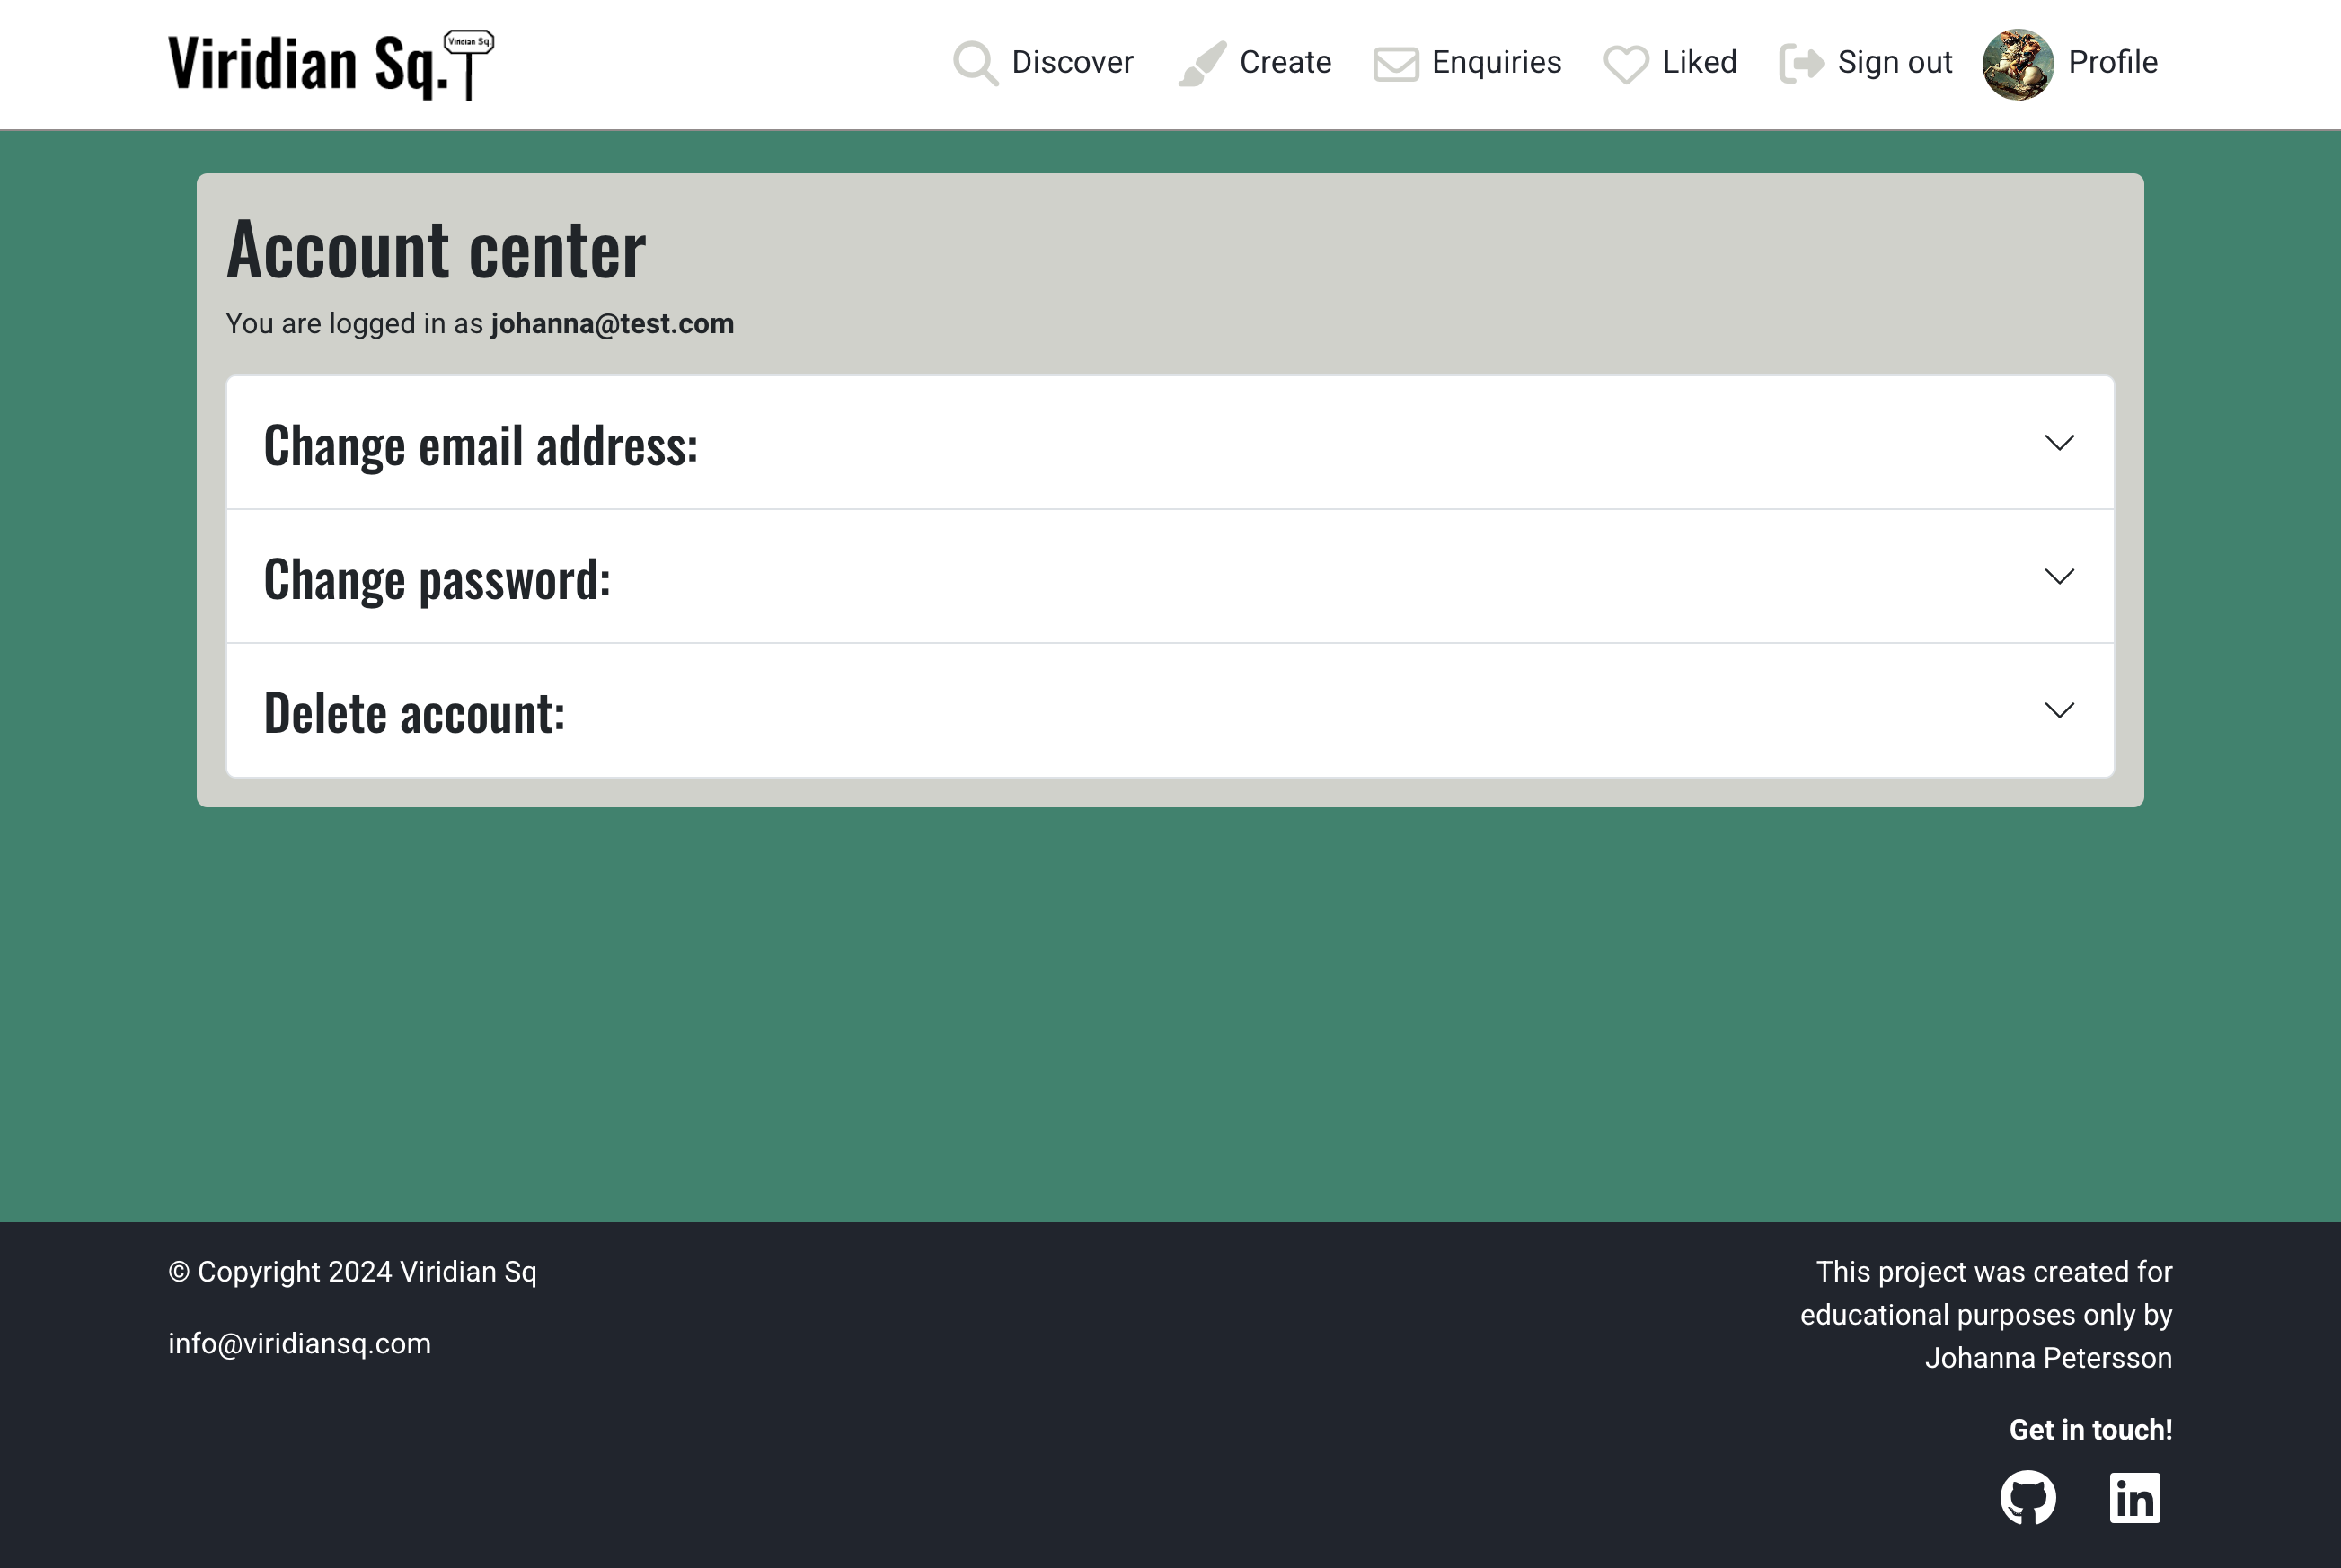 Viridian Sq.
Viridian Sq.
Discover
Create
Enquiries
Liked
Sign out
Profile
Account center
You are logged in as johanna@test.com
Change email address:
Change password:
Delete account:
© Copyright 2024 Viridian Sq
info@viridiansq.com
This project was created for
educational purposes only by
Johanna Petersson
Get in touch!
in